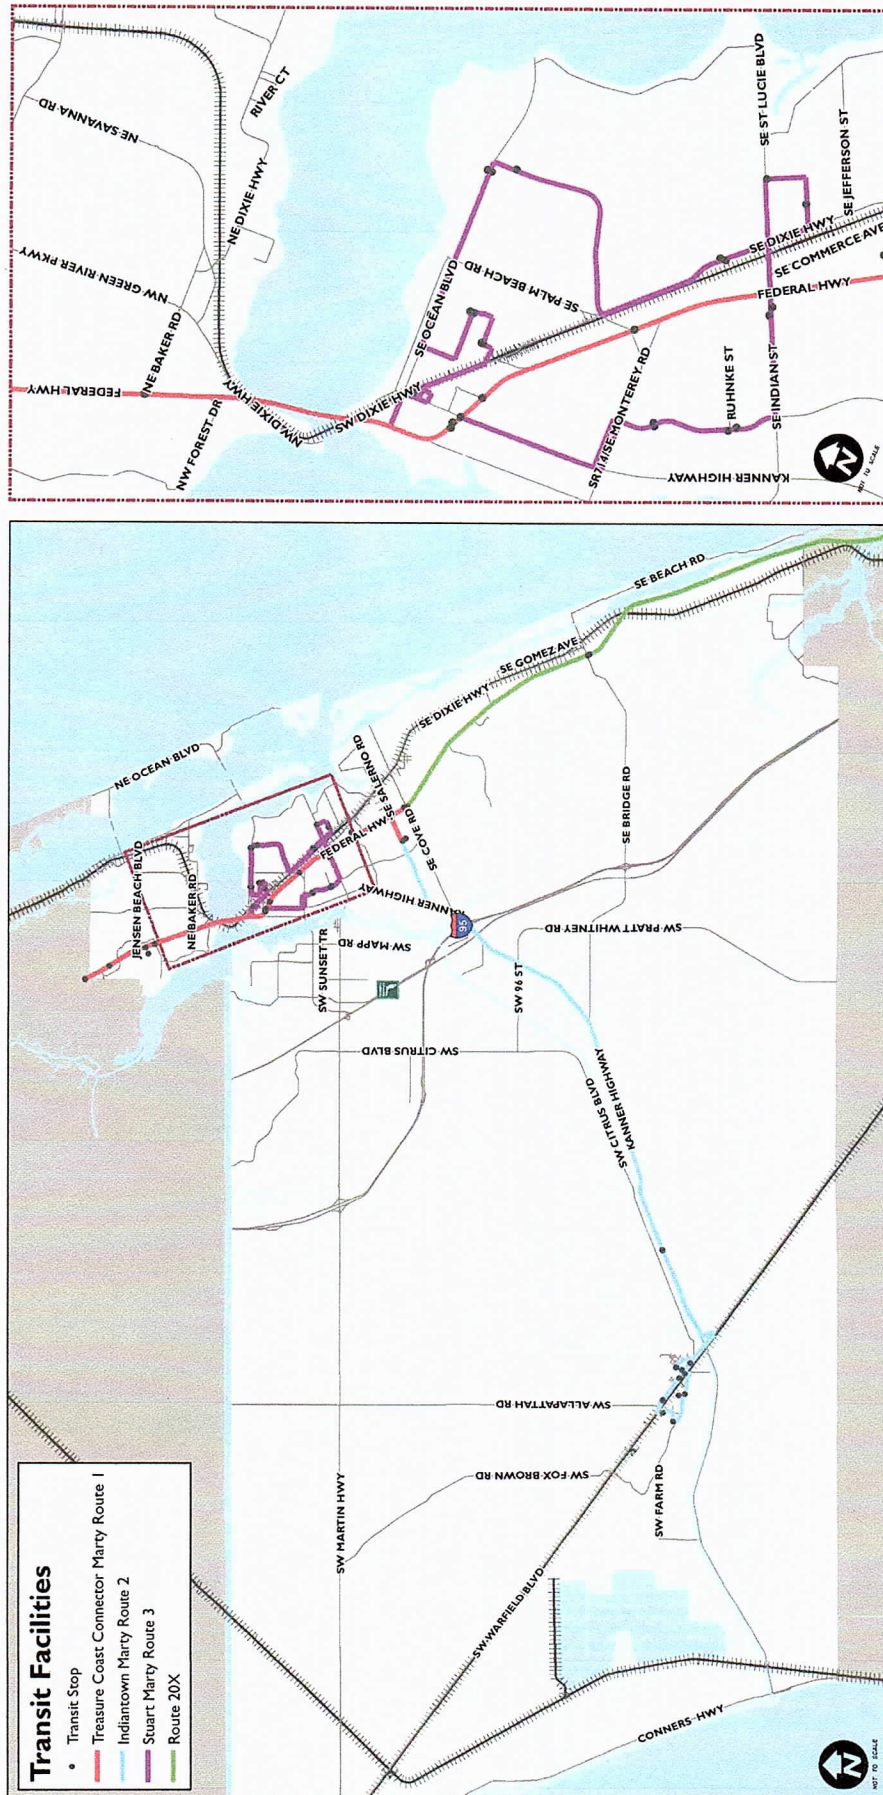 Transit Facilities
Transit Stop
Treasure Coast Connector Marty Route 1
Indiantown Marty Route 2
Stuart Marty Route 3
Route 20X
NE OCEAN BLVD
JENSEN BEACH BLVD
NE BAKER RD
FEDERAL HWY
SE SALERNO RD
SE COVE RD
KANNER HIGHWAY
SE DIXIE HWY
SE GOMEZ AVE
SE BEACH RD
SE BRIDGE RD
95
SW MAPP RD
SW SUNSET TR
SW PRATT WHITNEY RD
SW 96 ST
SW CITRUS BLVD
SW CITRUS BLVD
KANNER HIGHWAY
SW ALLAPATTAH RD
SW MARTIN HWY
SW FOX BROWN RD
SW FARM RD
SW WARFIELD BLVD
CONNERS HWY
N
NOT TO SCALE
NE SAVANNA RD
RIVER CT
NE DIXIE HWY
NW GREEN RIVER PKWY
NE BAKER RD
FEDERAL HWY
NW FOREST DR
NW DIXIE HWY
SW DIXIE HWY
SE OCEAN BLVD
SE PALM BEACH RD
SE ST LUCIE BLVD
SE JEFFERSON ST
SE DIXIE HWY
SE COMMERCE AVE
FEDERAL HWY
SR714/SE MONTEREY RD
RUHNKE ST
SE INDIAN ST
KANNER HIGHWAY
N
NOT TO SCALE